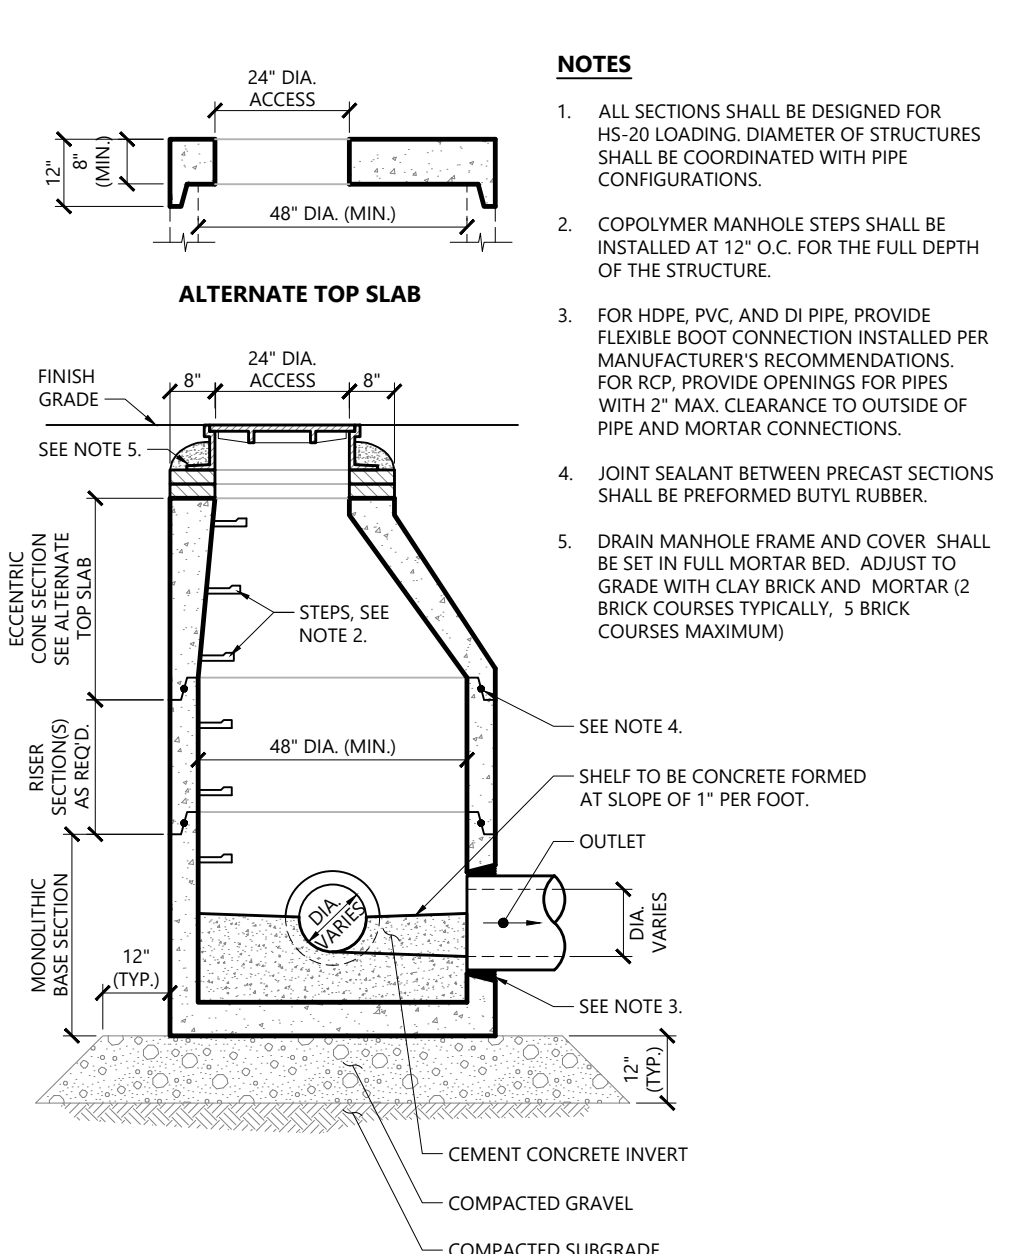 24" DIA.
ACCESS
12"
8"
(MIN.)
48" DIA. (MIN.)
ALTERNATE TOP SLAB
NOTES
1. ALL SECTIONS SHALL BE DESIGNED FOR
HS-20 LOADING. DIAMETER OF STRUCTURES
SHALL BE COORDINATED WITH PIPE
CONFIGURATIONS.
2. COPOLYMER MANHOLE STEPS SHALL BE
INSTALLED AT 12" O.C. FOR THE FULL DEPTH
OF THE STRUCTURE.
3. FOR HDPE, PVC, AND DI PIPE, PROVIDE
FLEXIBLE BOOT CONNECTION INSTALLED PER
MANUFACTURER'S RECOMMENDATIONS.
FOR RCP, PROVIDE OPENINGS FOR PIPES
WITH 2" MAX. CLEARANCE TO OUTSIDE OF
PIPE AND MORTAR CONNECTIONS.
4. JOINT SEALANT BETWEEN PRECAST SECTIONS
SHALL BE PREFORMED BUTYL RUBBER.
5. DRAIN MANHOLE FRAME AND COVER SHALL
BE SET IN FULL MORTAR BED. ADJUST TO
GRADE WITH CLAY BRICK AND MORTAR (2
BRICK COURSES TYPICALLY, 5 BRICK
COURSES MAXIMUM)
24" DIA.
ACCESS
8"
8"
FINISH
GRADE
SEE NOTE 5.
ECCENTRIC
CONE SECTION
SEE ALTERNATE
TOP SLAB
STEPS, SEE
NOTE 2.
RISER
SECTION(S)
AS REQ'D.
48" DIA. (MIN.)
SEE NOTE 4.
SHELF TO BE CONCRETE FORMED
AT SLOPE OF 1" PER FOOT.
OUTLET
DIA.
VARIES
DIA.
VARIES
MONOLITHIC
BASE SECTION
12"
(TYP.)
SEE NOTE 3.
12"
(TYP.)
CEMENT CONCRETE INVERT
COMPACTED GRAVEL
COMPACTED SUBGRADE